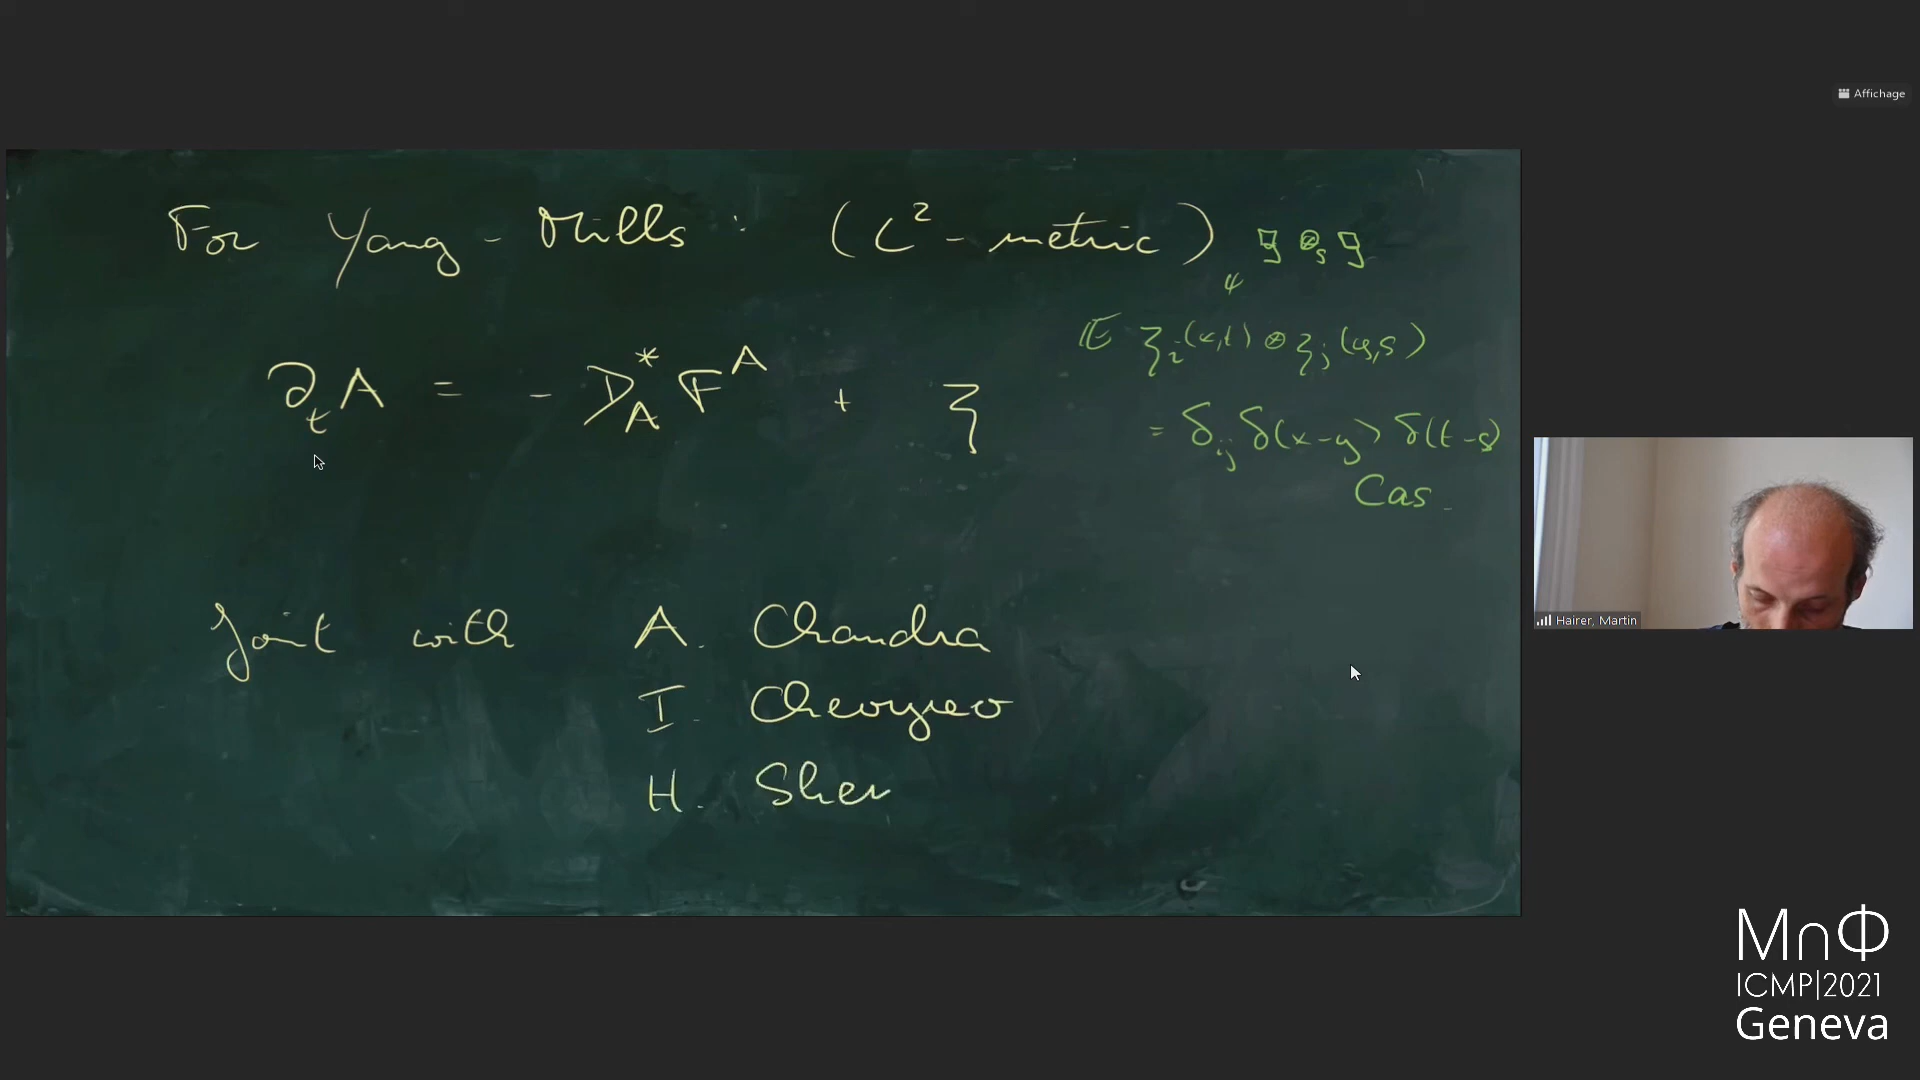 Affichage
For Yang-Mills : (L² - metric) 𝔤 ⊗ₛ 𝔤
ψ
E ξᵢ(x,t) ⊗ ξⱼ(y,s)
∂ₜA = - D*_A F^A + ξ
= δᵢⱼ δ(x-y) δ(t-s)
Cas.
Joint with A. Chandra
I. Chevyrev
H. Shen
Hairer, Martin
M∩Φ
ICMP|2021
Geneva